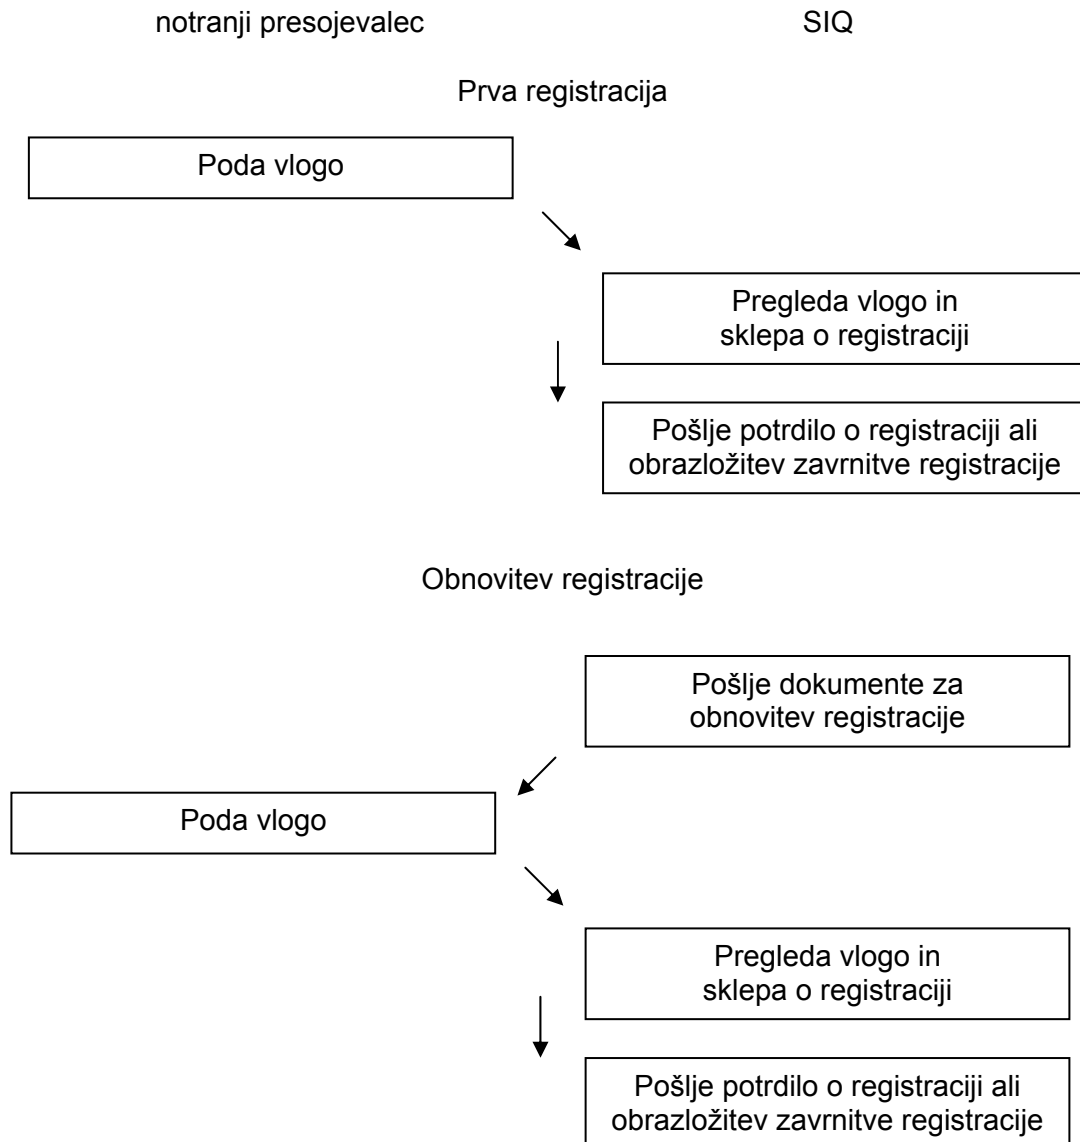 notranji presojevalec
SIQ
Prva registracija
Poda vlogo
Pregleda vlogo in
sklepa o registraciji
Pošlje potrdilo o registraciji ali
obrazložitev zavrnitve registracije
Obnovitev registracije
Pošlje dokumente za
obnovitev registracije
Poda vlogo
Pregleda vlogo in
sklepa o registraciji
Pošlje potrdilo o registraciji ali
obrazložitev zavrnitve registracije